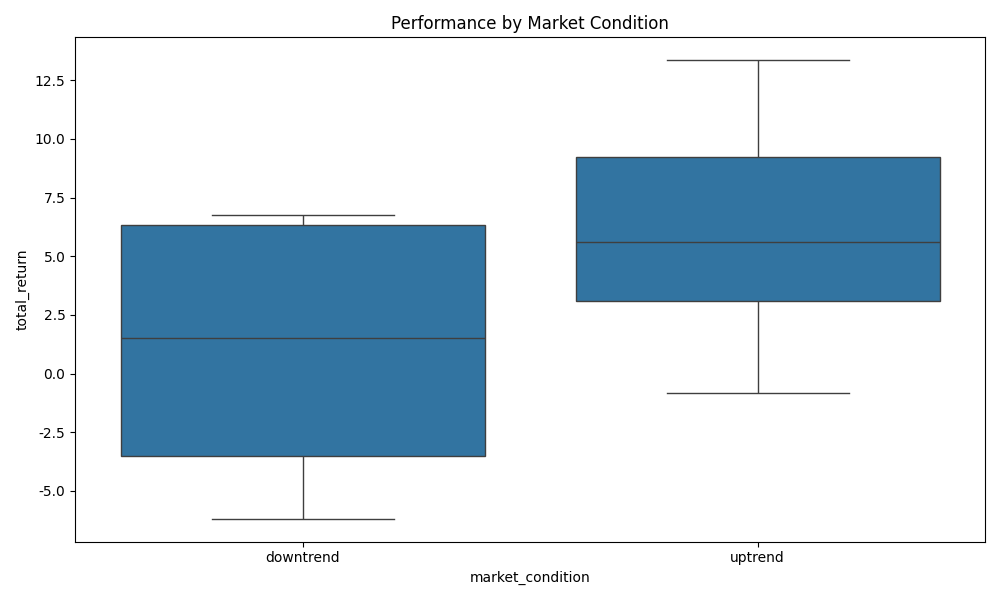 Performance by Market Condition
total_return
12.5
10.0
7.5
5.0
2.5
0.0
-2.5
-5.0
downtrend
uptrend
market_condition